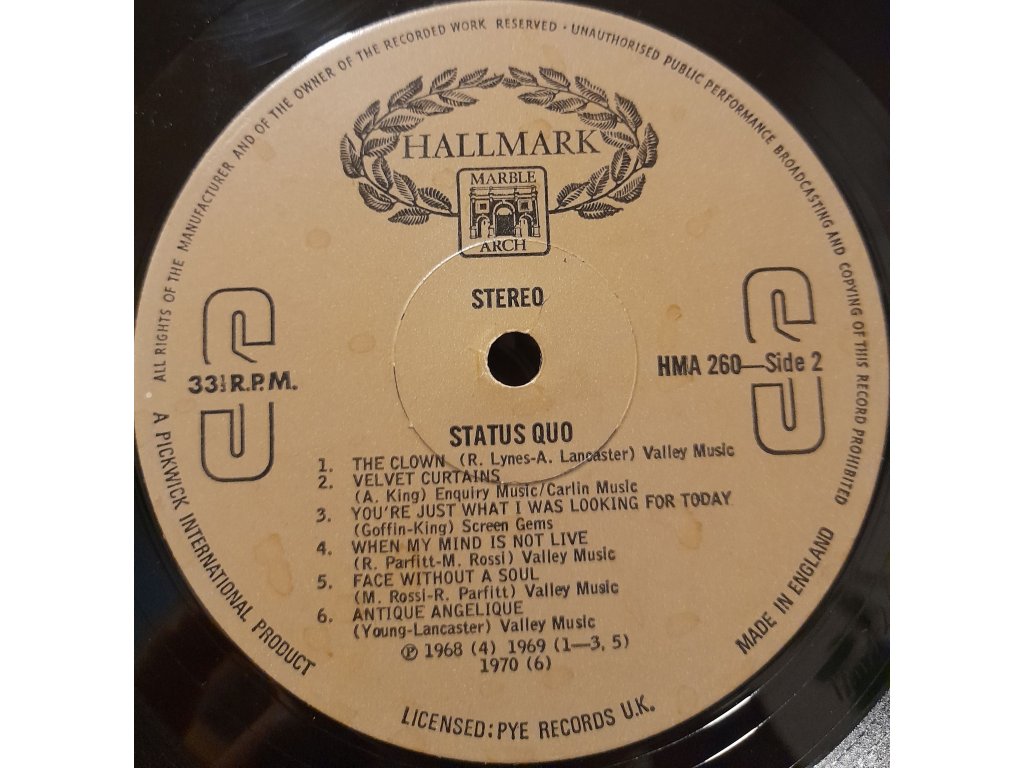 ALL RIGHTS OF THE MANUFACTURER AND OF THE OWNER OF THE RECORDED WORK RESERVED · UNAUTHORISED PUBLIC PERFORMANCE BROADCASTING AND COPYING OF THIS RECORD PROHIBITED
HALLMARK
MARBLE
ARCH
STEREO
33⅓ R.P.M.
HMA 260—Side 2
STATUS QUO
1. THE CLOWN (R. Lynes-A. Lancaster) Valley Music
2. VELVET CURTAINS
(A. King) Enquiry Music/Carlin Music
3. YOU'RE JUST WHAT I WAS LOOKING FOR TODAY
(Goffin-King) Screen Gems
4. WHEN MY MIND IS NOT LIVE
(R. Parfitt-M. Rossi) Valley Music
5. FACE WITHOUT A SOUL
(M. Rossi-R. Parfitt) Valley Music
6. ANTIQUE ANGELIQUE
(Young-Lancaster) Valley Music
℗ 1968 (4) 1969 (1—3, 5)
1970 (6)
A PICKWICK INTERNATIONAL PRODUCT
LICENSED: PYE RECORDS U.K.
MADE IN ENGLAND